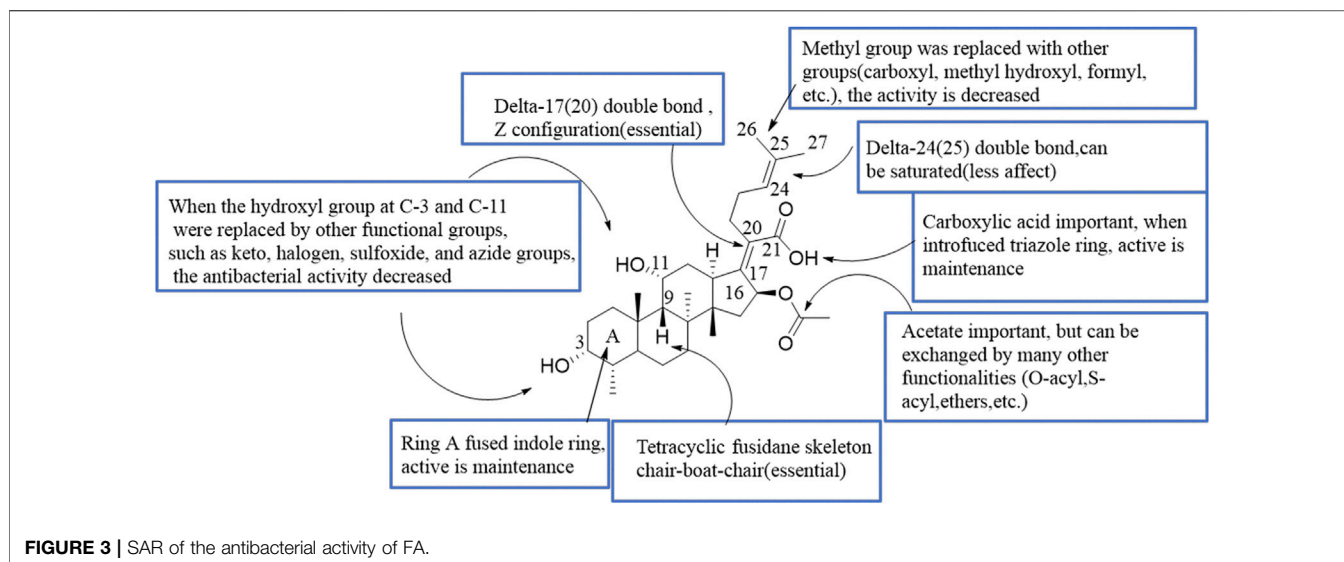 Methyl group was replaced with other
groups(carboxyl, methyl hydroxyl, formyl,
etc.), the activity is decreased
Delta-17(20) double bond ,
Z configuration(essential)
26
25
27
Delta-24(25) double bond,can
be saturated(less affect)
24
When the hydroxyl group at C-3 and C-11
were replaced by other functional groups,
such as keto, halogen, sulfoxide, and azide groups,
the antibacterial activity decreased
Carboxylic acid important, when
introfuced triazole ring, active is
maintenance
O
20
21
OH
H
HO
11
17
16
O
9
O
H
3
A
HO
Acetate important, but can be
exchanged by many other
functionalities (O-acyl,S-
acyl,ethers,etc.)
Ring A fused indole ring,
active is maintenance
Tetracyclic fusidane skeleton
chair-boat-chair(essential)
FIGURE 3 | SAR of the antibacterial activity of FA.